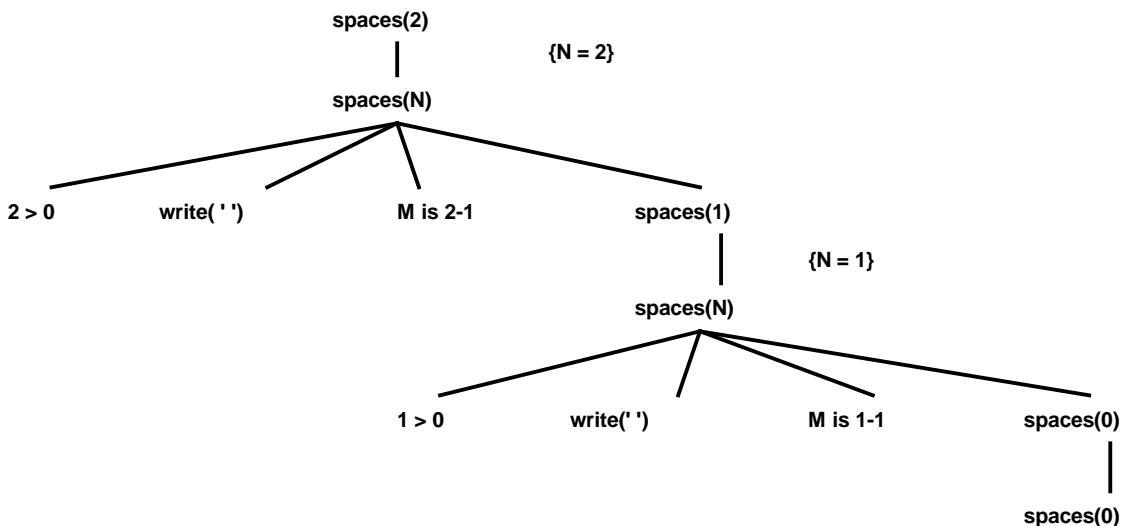 spaces(2)
{N = 2}
spaces(N)
2 > 0 write( ' ') M is 2-1 spaces(1)
{N = 1}
spaces(N)
1 > 0 write(' ') M is 1-1 spaces(0)
spaces(0)